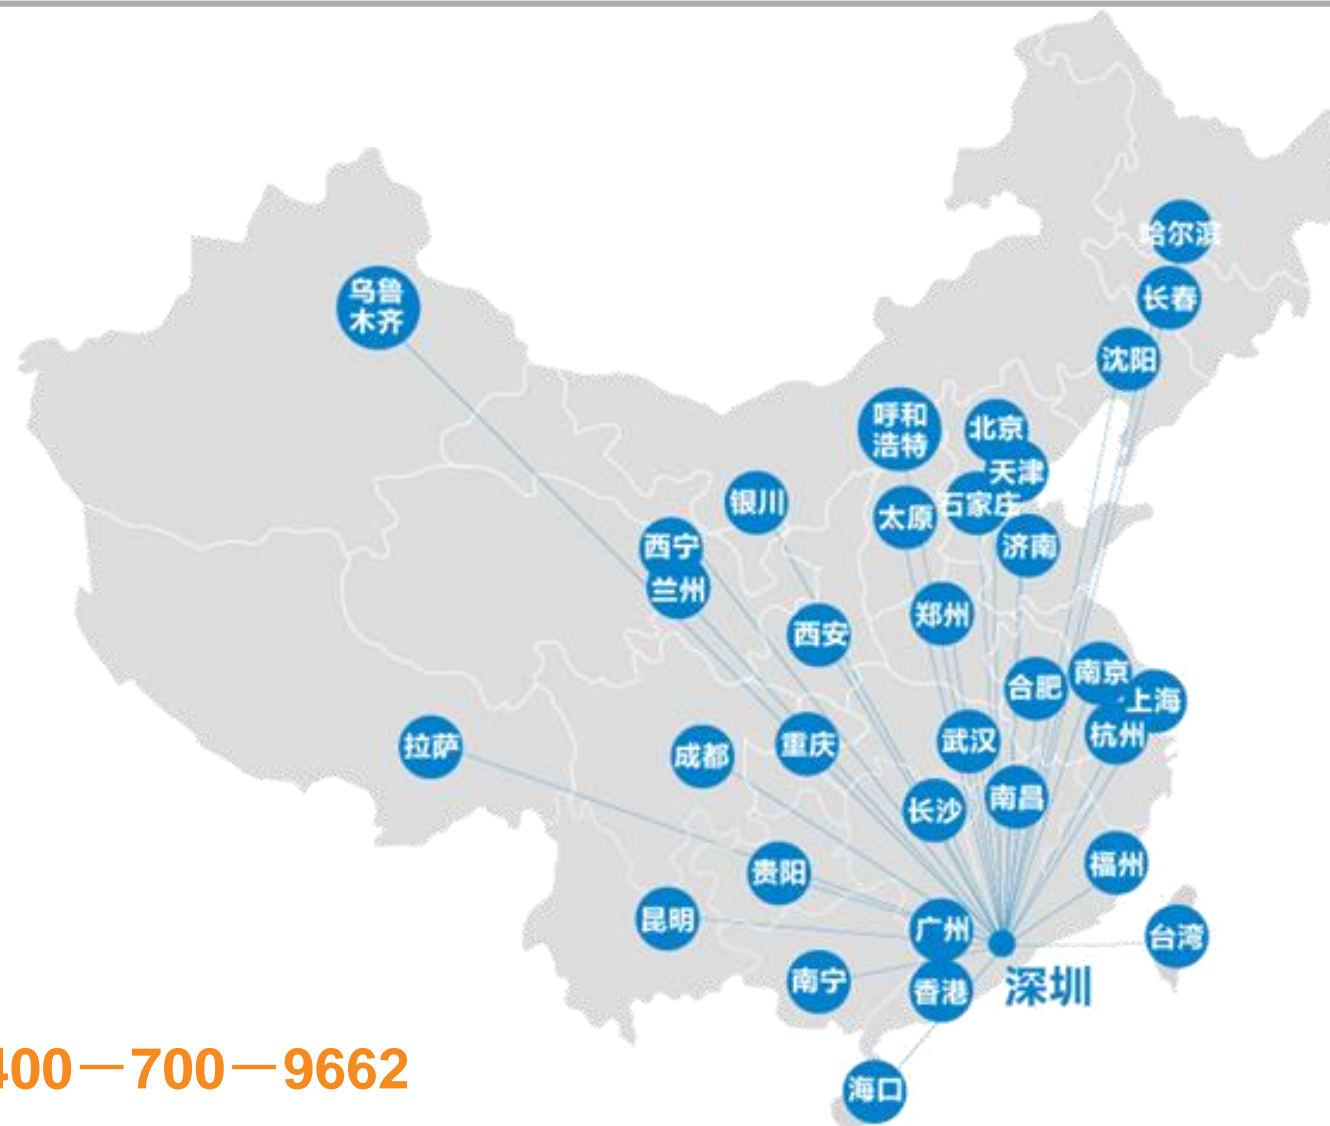 哈尔滨
长春
乌鲁
木齐
沈阳
呼和
浩特
北京
天津
银川
太原
石家庄
西宁
济南
兰州
郑州
西安
南京
合肥
上海
拉萨
成都
重庆
武汉
杭州
长沙
南昌
贵阳
福州
昆明
广州
台湾
南宁
香港
深圳
400－700－9662
海口